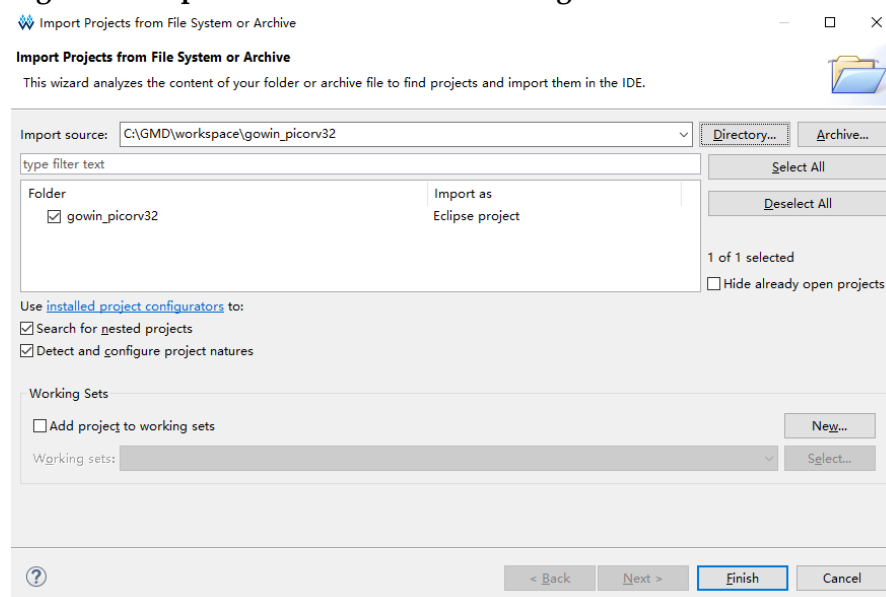 Import Projects from File System or Archive
Import Projects from File System or Archive
This wizard analyzes the content of your folder or archive file to find projects and import them in the IDE.
Import source: C:\GMD\workspace\gowin_picorv32 Directory... Archive...
type filter text Select All
Folder Import as
gowin_picorv32 Eclipse project
Deselect All
1 of 1 selected
Hide already open projects
Use installed project configurators to:
Search for nested projects
Detect and configure project natures
Working Sets
Add project to working sets New...
Working sets: Select...
< Back Next > Finish Cancel